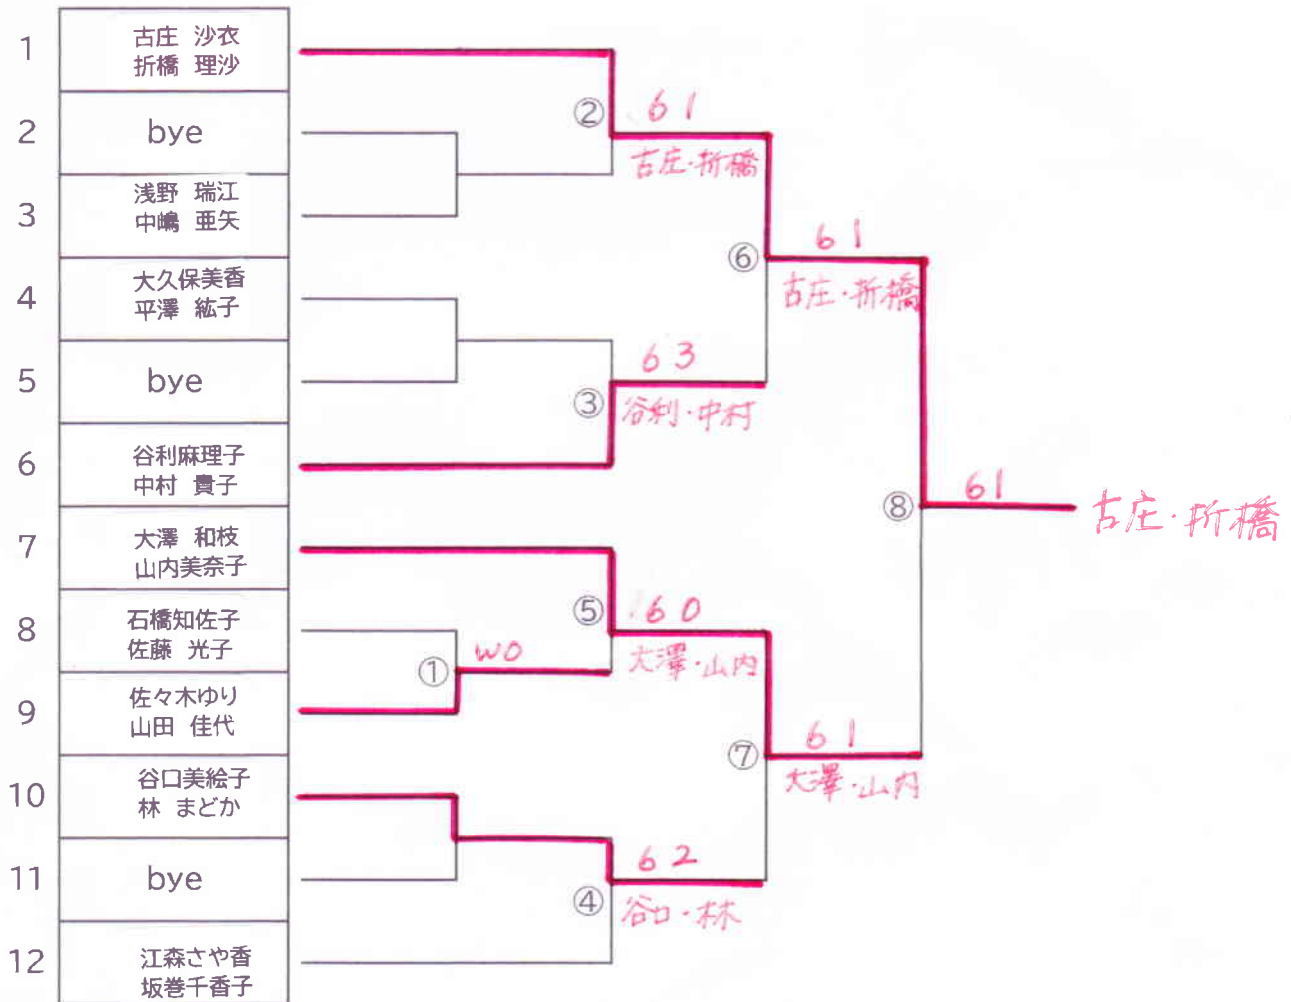 1
古庄 沙衣
折橋 理沙
2
bye
3
浅野 瑞江
中嶋 亜矢
4
大久保美香
平澤 紘子
5
bye
6
谷利麻理子
中村 貴子
7
大澤 和枝
山内美奈子
8
石橋知佐子
佐藤 光子
9
佐々木ゆり
山田 佳代
10
谷口美絵子
林 まどか
11
bye
12
江森さや香
坂巻千香子
① WO
② 61
古庄・折橋
③ 63
谷利・中村
⑤ 60
大澤・山内
④ 62
谷口・林
⑥ 61
古庄・折橋
⑦ 61
大澤・山内
⑧ 61
古庄・折橋